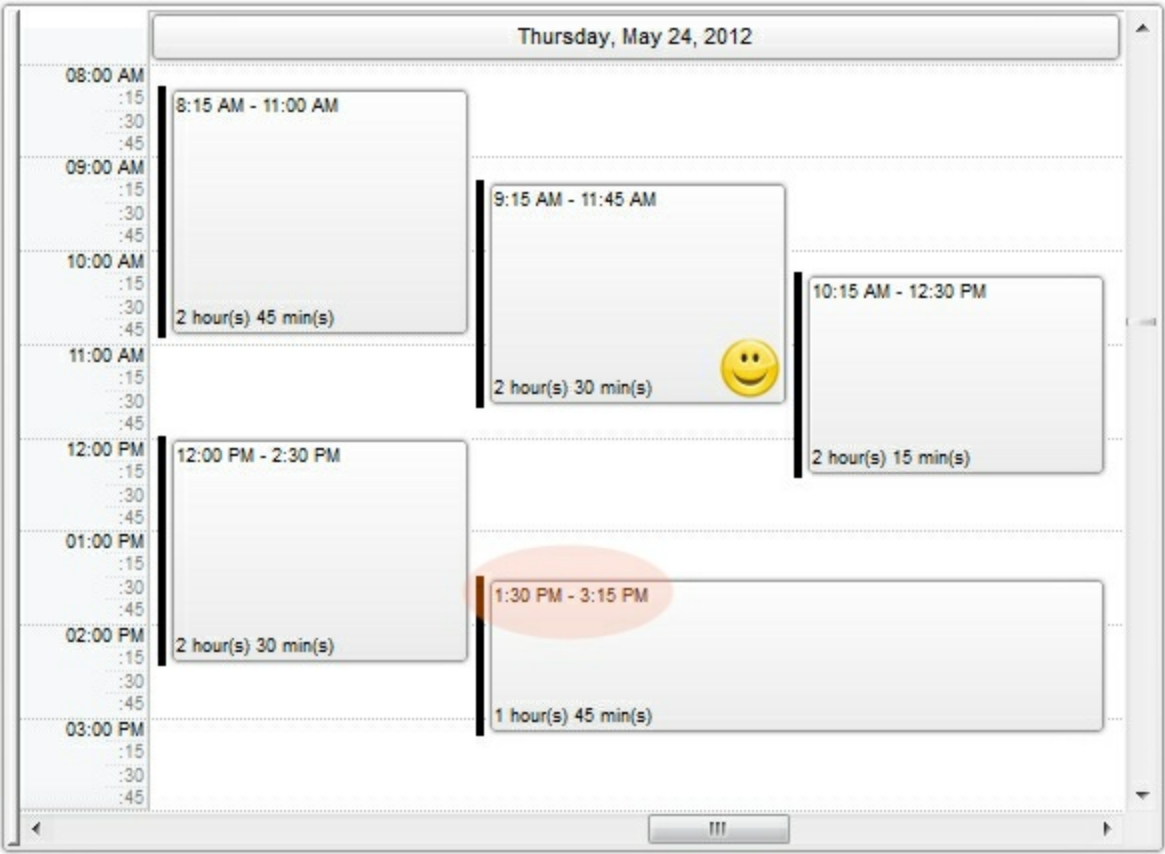 Thursday, May 24, 2012
08:00 AM
:15
:30
:45
09:00 AM
:15
:30
:45
10:00 AM
:15
:30
:45
11:00 AM
:15
:30
:45
12:00 PM
:15
:30
:45
01:00 PM
:15
:30
:45
02:00 PM
:15
:30
:45
03:00 PM
:15
:30
:45
8:15 AM - 11:00 AM
2 hour(s) 45 min(s)
9:15 AM - 11:45 AM
2 hour(s) 30 min(s)
10:15 AM - 12:30 PM
2 hour(s) 15 min(s)
12:00 PM - 2:30 PM
2 hour(s) 30 min(s)
1:30 PM - 3:15 PM
1 hour(s) 45 min(s)